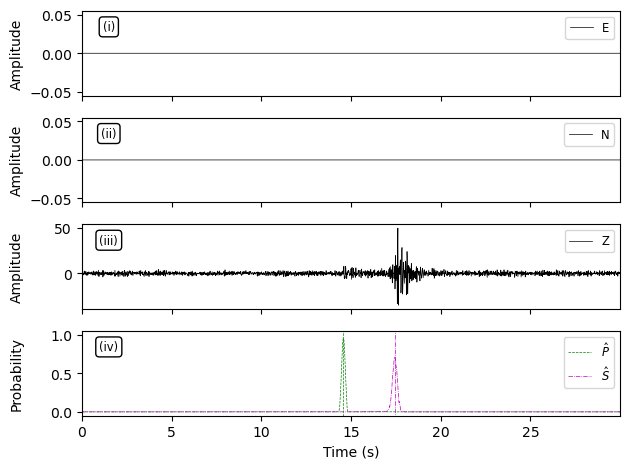 0.05
(i)
E
Amplitude
0.00
−0.05
0.05
(ii)
N
Amplitude
0.00
−0.05
50
(iii)
Z
Amplitude
0
1.0
(iv)
P̂
Probability
0.5
Ŝ
0.0
0 5 10 15 20 25
Time (s)